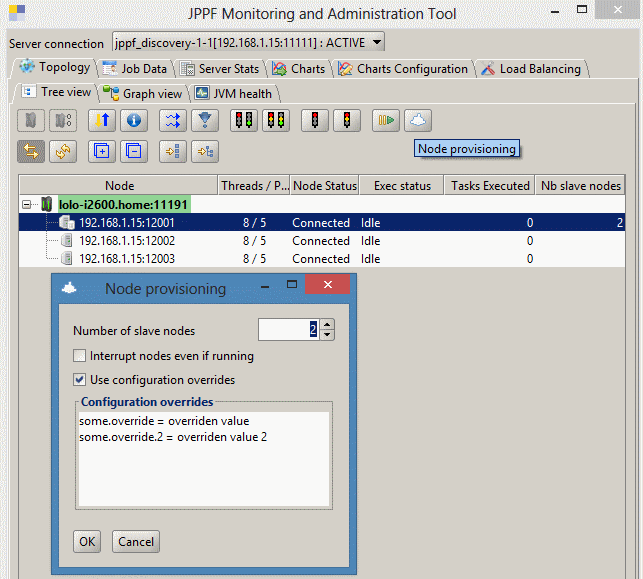 JPPF Monitoring and Administration Tool
Server connection jppf_discovery-1-1[192.168.1.15:11111] : ACTIVE
Topology Job Data Server Stats Charts Charts Configuration Load Balancing
Tree view Graph view JVM health
Node provisioning
Node Threads / P... Node Status Exec status Tasks Executed Nb slave nodes
lolo-i2600.home:11191
192.168.1.15:12001 8 / 5 Connected Idle 0 2
192.168.1.15:12002 8 / 5 Connected Idle 0
192.168.1.15:12003 8 / 5 Connected Idle 0
Node provisioning
Number of slave nodes 2
Interrupt nodes even if running
Use configuration overrides
Configuration overrides
some.override = overriden value
some.override.2 = overriden value 2
OK Cancel